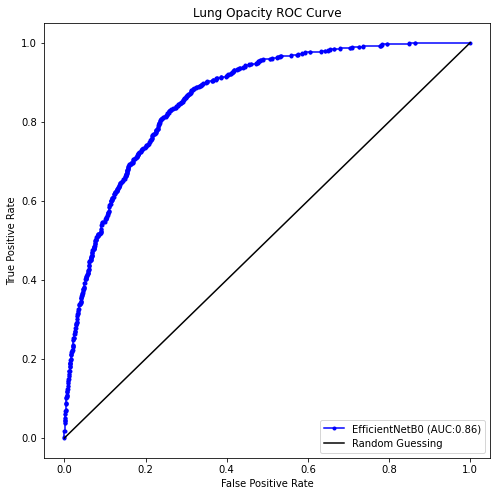 Lung Opacity ROC Curve
True Positive Rate
1.0
0.8
0.6
0.4
0.2
0.0
0.0 0.2 0.4 0.6 0.8 1.0
False Positive Rate
EfficientNetB0 (AUC:0.86)
Random Guessing